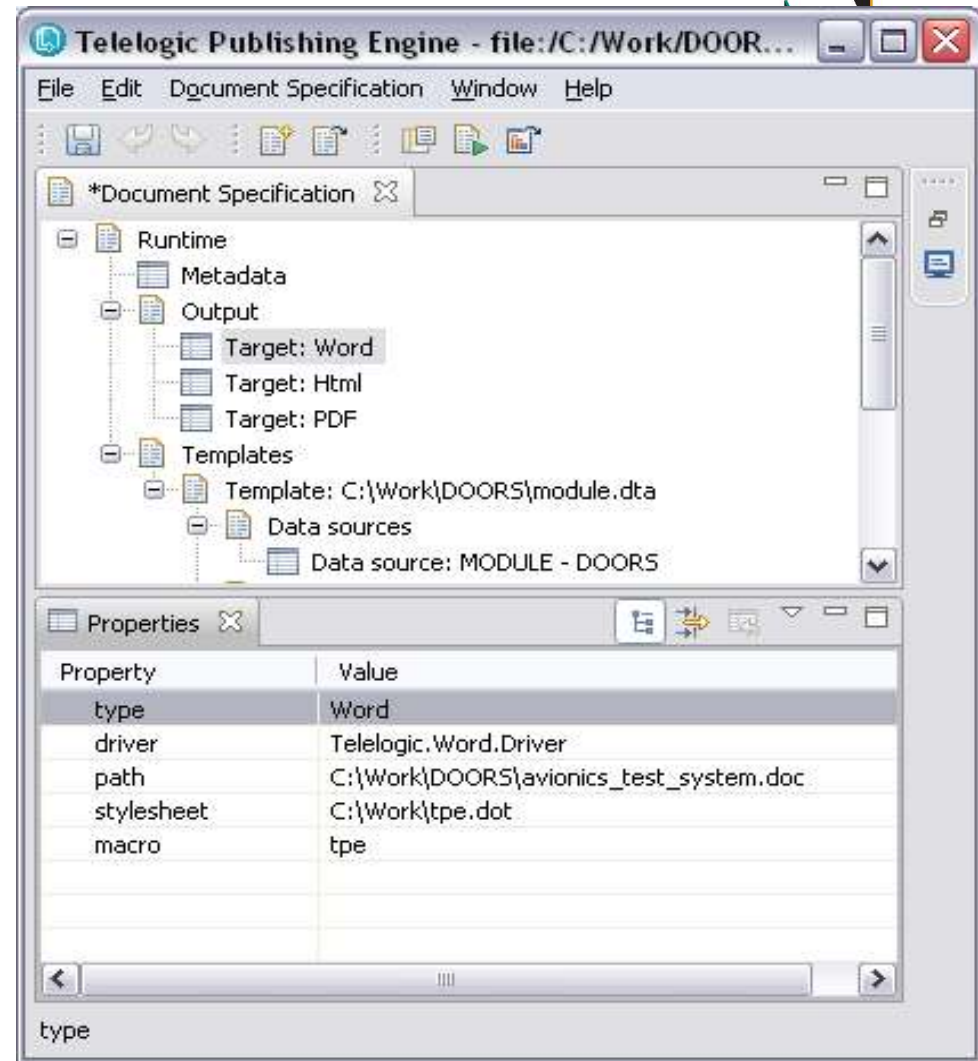 Telelogic Publishing Engine - file:/C:/Work/DOOR...
File Edit Document Specification Window Help
*Document Specification
Runtime
Metadata
Output
Target: Word
Target: Html
Target: PDF
Templates
Template: C:\Work\DOORS\module.dta
Data sources
Data source: MODULE - DOORS
Properties
Property Value
type Word
driver Telelogic.Word.Driver
path C:\Work\DOORS\avionics_test_system.doc
stylesheet C:\Work\tpe.dot
macro tpe
type